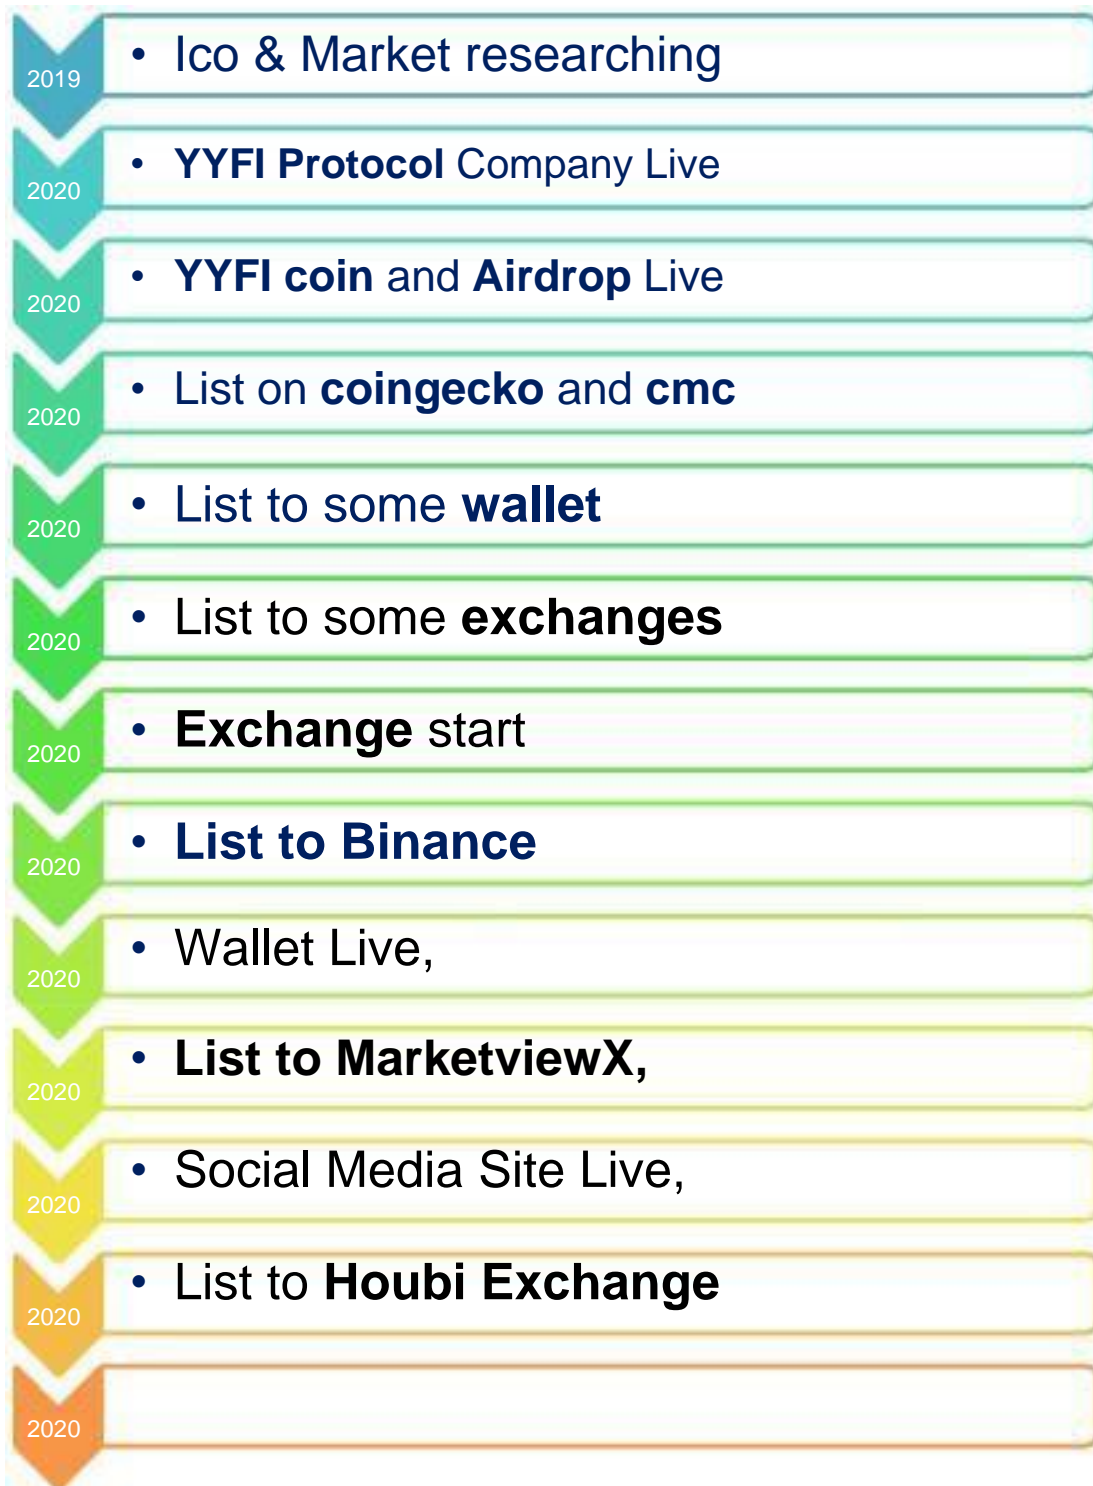 2019
• Ico & Market researching
2020
• YYFI Protocol Company Live
2020
• YYFI coin and Airdrop Live
2020
• List on coingecko and cmc
2020
• List to some wallet
2020
• List to some exchanges
2020
• Exchange start
2020
• List to Binance
2020
• Wallet Live,
2020
• List to MarketviewX,
2020
• Social Media Site Live,
2020
• List to Houbi Exchange
2020